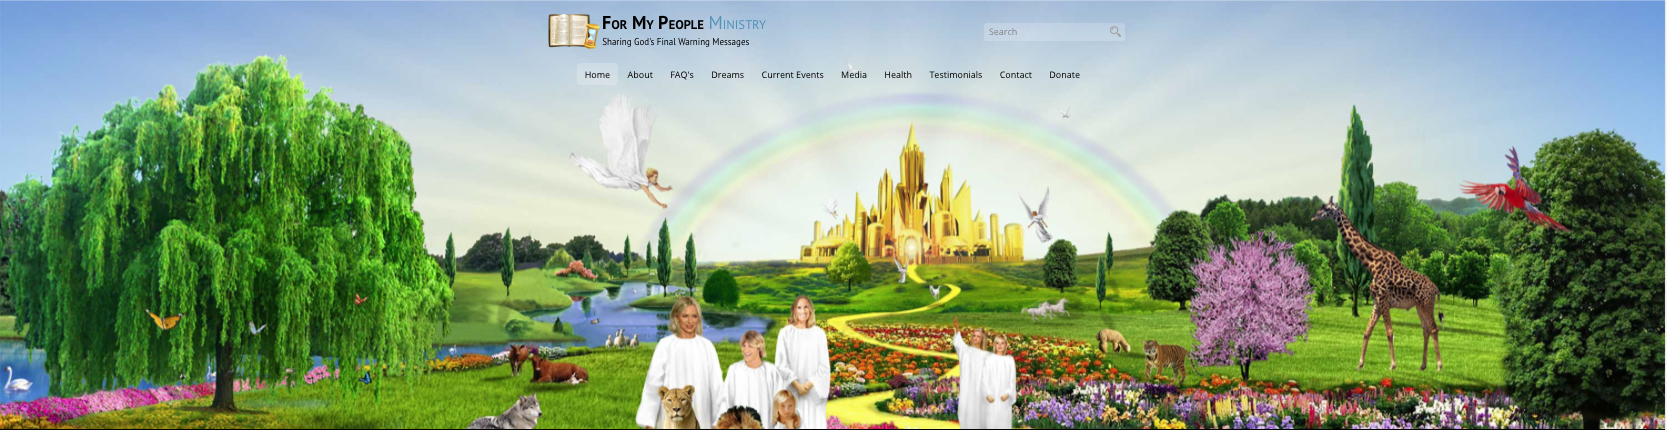 For My People Ministry
Sharing God's Final Warning Messages
Search
Home About FAQ's Dreams Current Events Media Health Testimonials Contact Donate